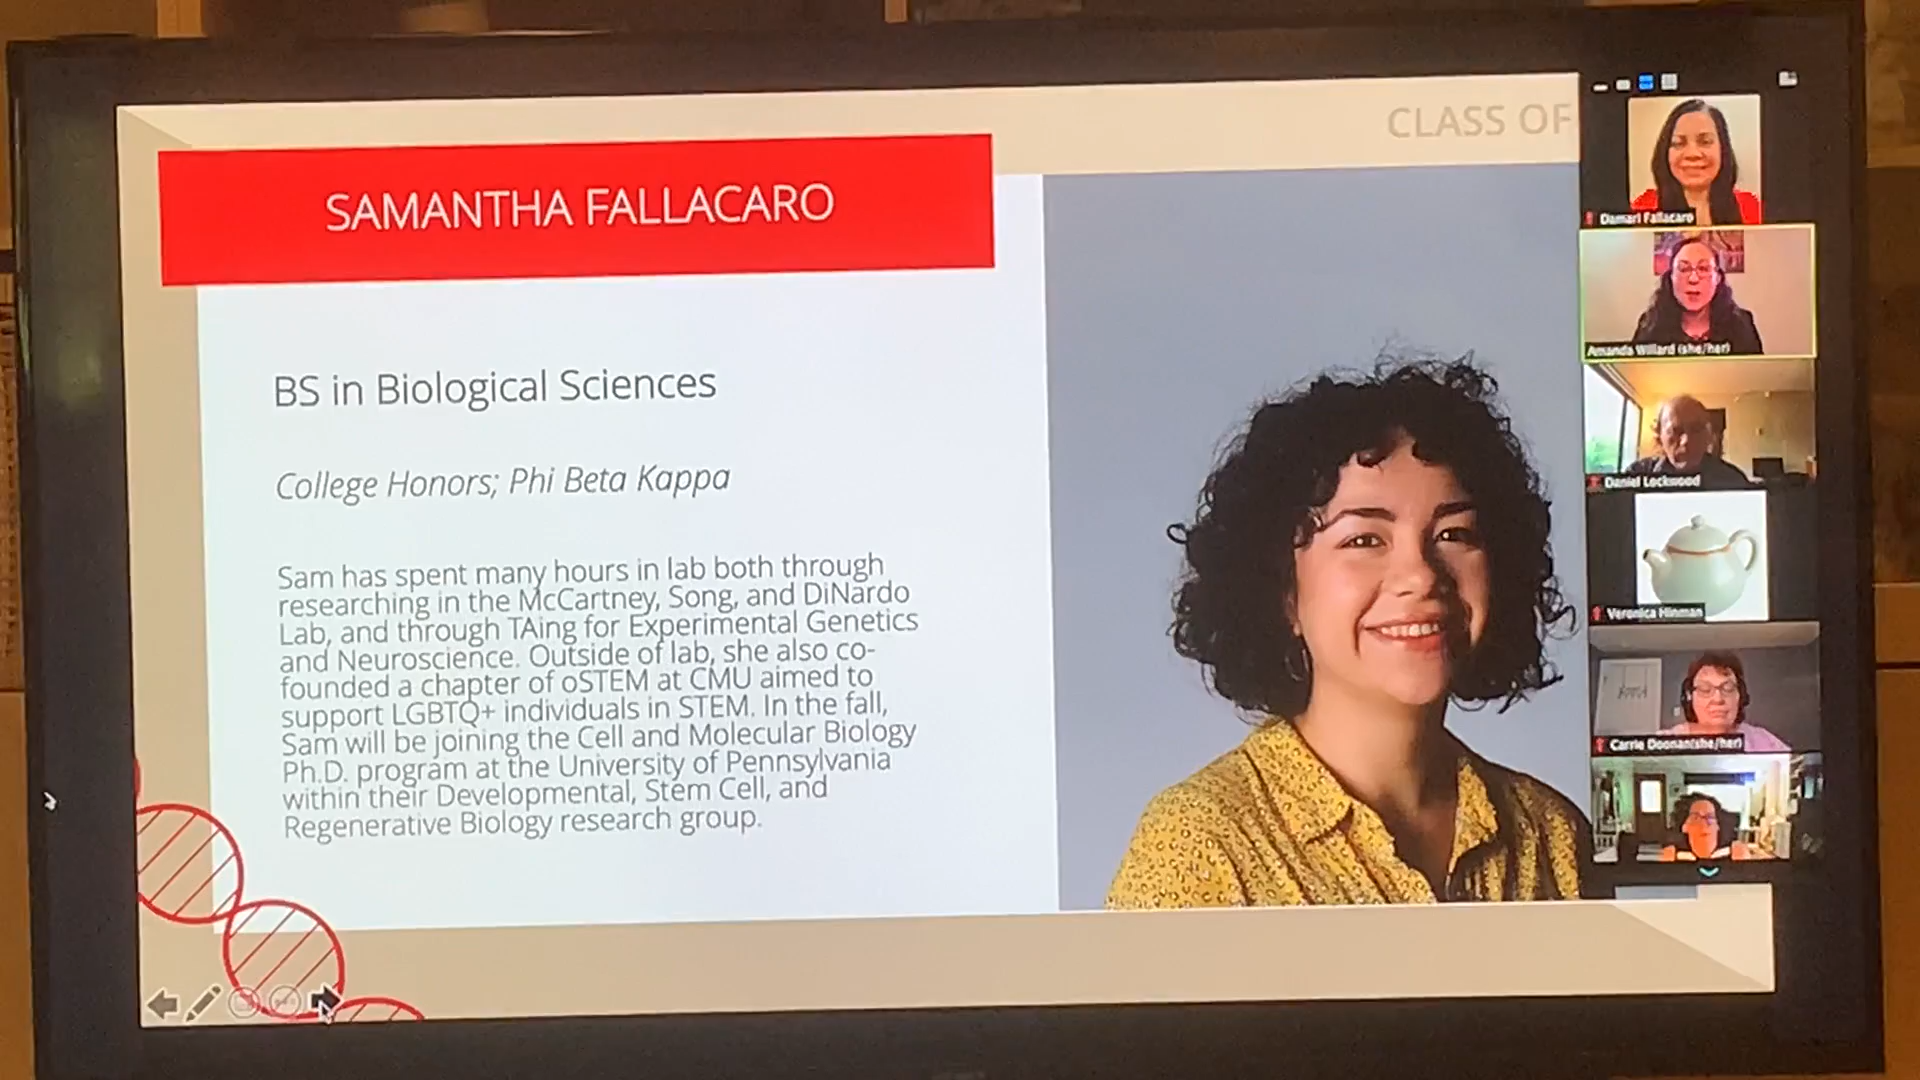 CLASS OF
SAMANTHA FALLACARO
BS in Biological Sciences
College Honors; Phi Beta Kappa
Sam has spent many hours in lab both through
researching in the McCartney, Song, and DiNardo
Lab, and through TAing for Experimental Genetics
and Neuroscience. Outside of lab, she also co-
founded a chapter of oSTEM at CMU aimed to
support LGBTQ+ individuals in STEM. In the fall,
Sam will be joining the Cell and Molecular Biology
Ph.D. program at the University of Pennsylvania
within their Developmental, Stem Cell, and
Regenerative Biology research group.
Damari Fallacaro
Amanda Willard (she/her)
Daniel Lockwood
Veronica Hinman
Carrie Doonan(she/her)